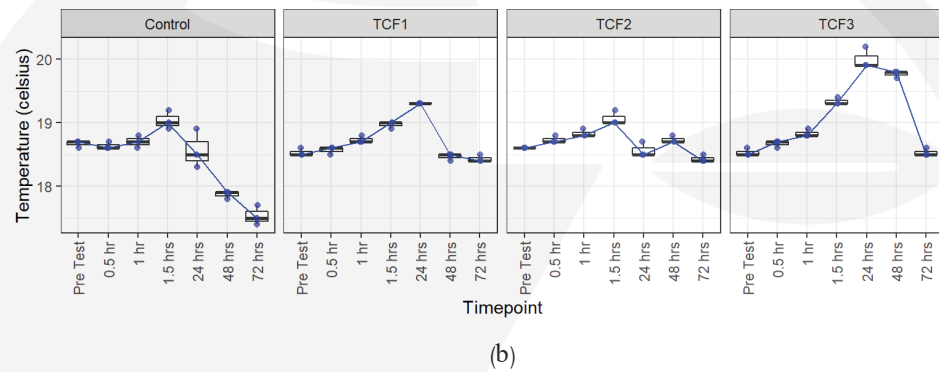 Control TCF1 TCF2 TCF3
Temperature (celsius)
20
19
18
Pre Test 0.5 hr 1 hr 1.5 hrs 24 hrs 48 hrs 72 hrs Pre Test 0.5 hr 1 hr 1.5 hrs 24 hrs 48 hrs 72 hrs Pre Test 0.5 hr 1 hr 1.5 hrs 24 hrs 48 hrs 72 hrs Pre Test 0.5 hr 1 hr 1.5 hrs 24 hrs 48 hrs 72 hrs
Timepoint
(b)